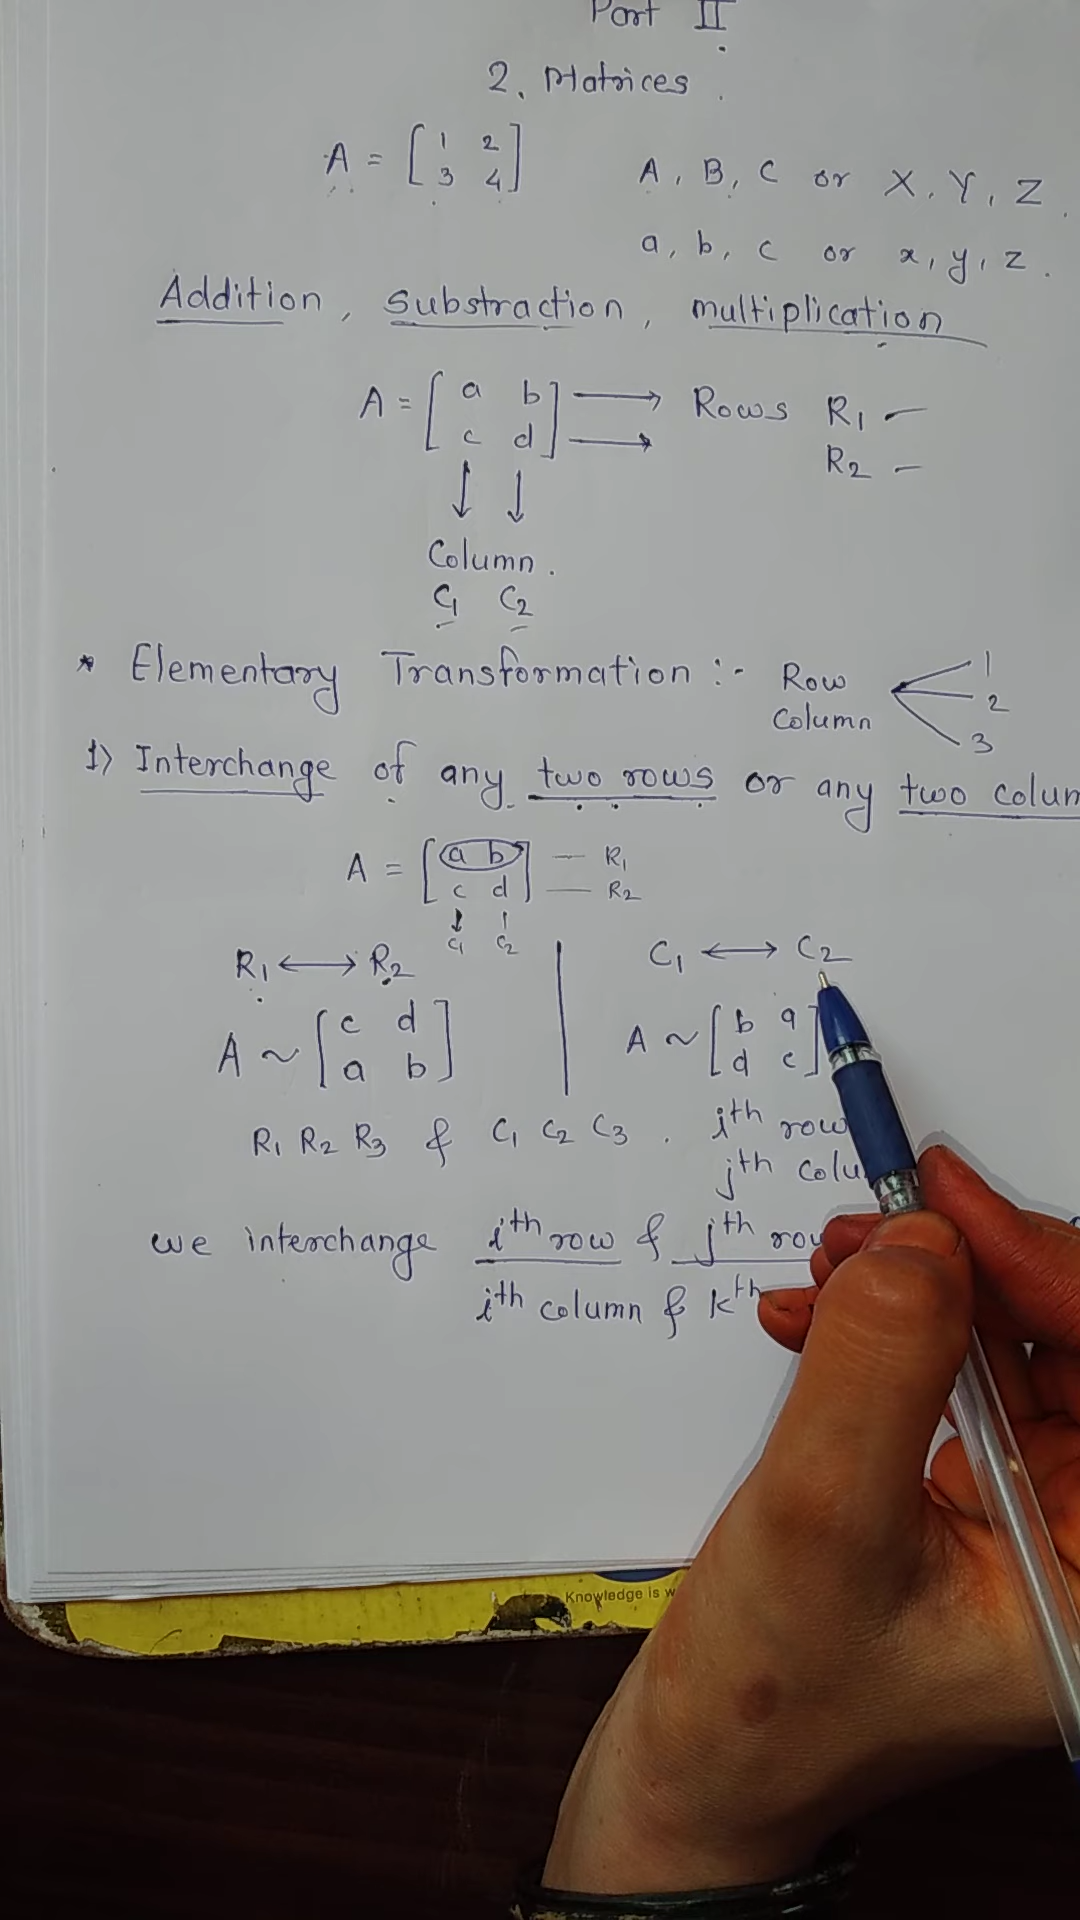 Part II
2. Matrices.
A = [1 2 3 4] A, B, C or X, Y, Z.
a, b, c or x, y, z.
Addition, substraction, multiplication
A = [a b → Rows R1 –
c d] → R2 –
↓ ↓
Column.
C1 C2
* Elementary Transformation :- Row 1
Column 2
3
1) Interchange of any two rows or any two colum
A = [a b — R1
c d] — R2
C1 C2
R1 ↔ R2 C1 ↔ C2
A ~ [c d a b] A ~ [b a d c]
R1 R2 R3 & C1 C2 C3. ith row
jth colu
we interchange ith row & jth row
ith column & kth
Knowledge is w